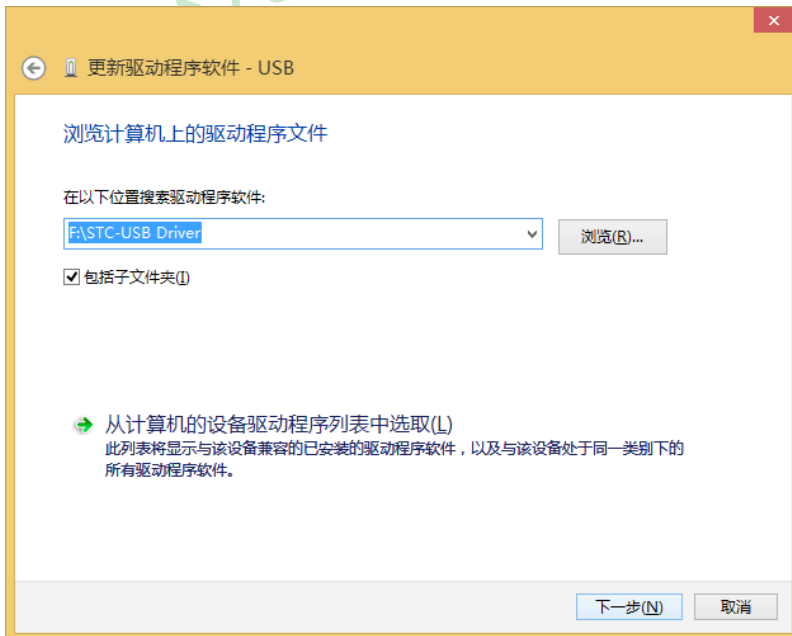 更新驱动程序软件 - USB
浏览计算机上的驱动程序文件
在以下位置搜索驱动程序软件:
F:\STC-USB Driver
浏览(R)...
包括子文件夹(I)
从计算机的设备驱动程序列表中选取(L)
此列表将显示与该设备兼容的已安装的驱动程序软件，以及与该设备处于同一类别下的
所有驱动程序软件。
下一步(N)
取消